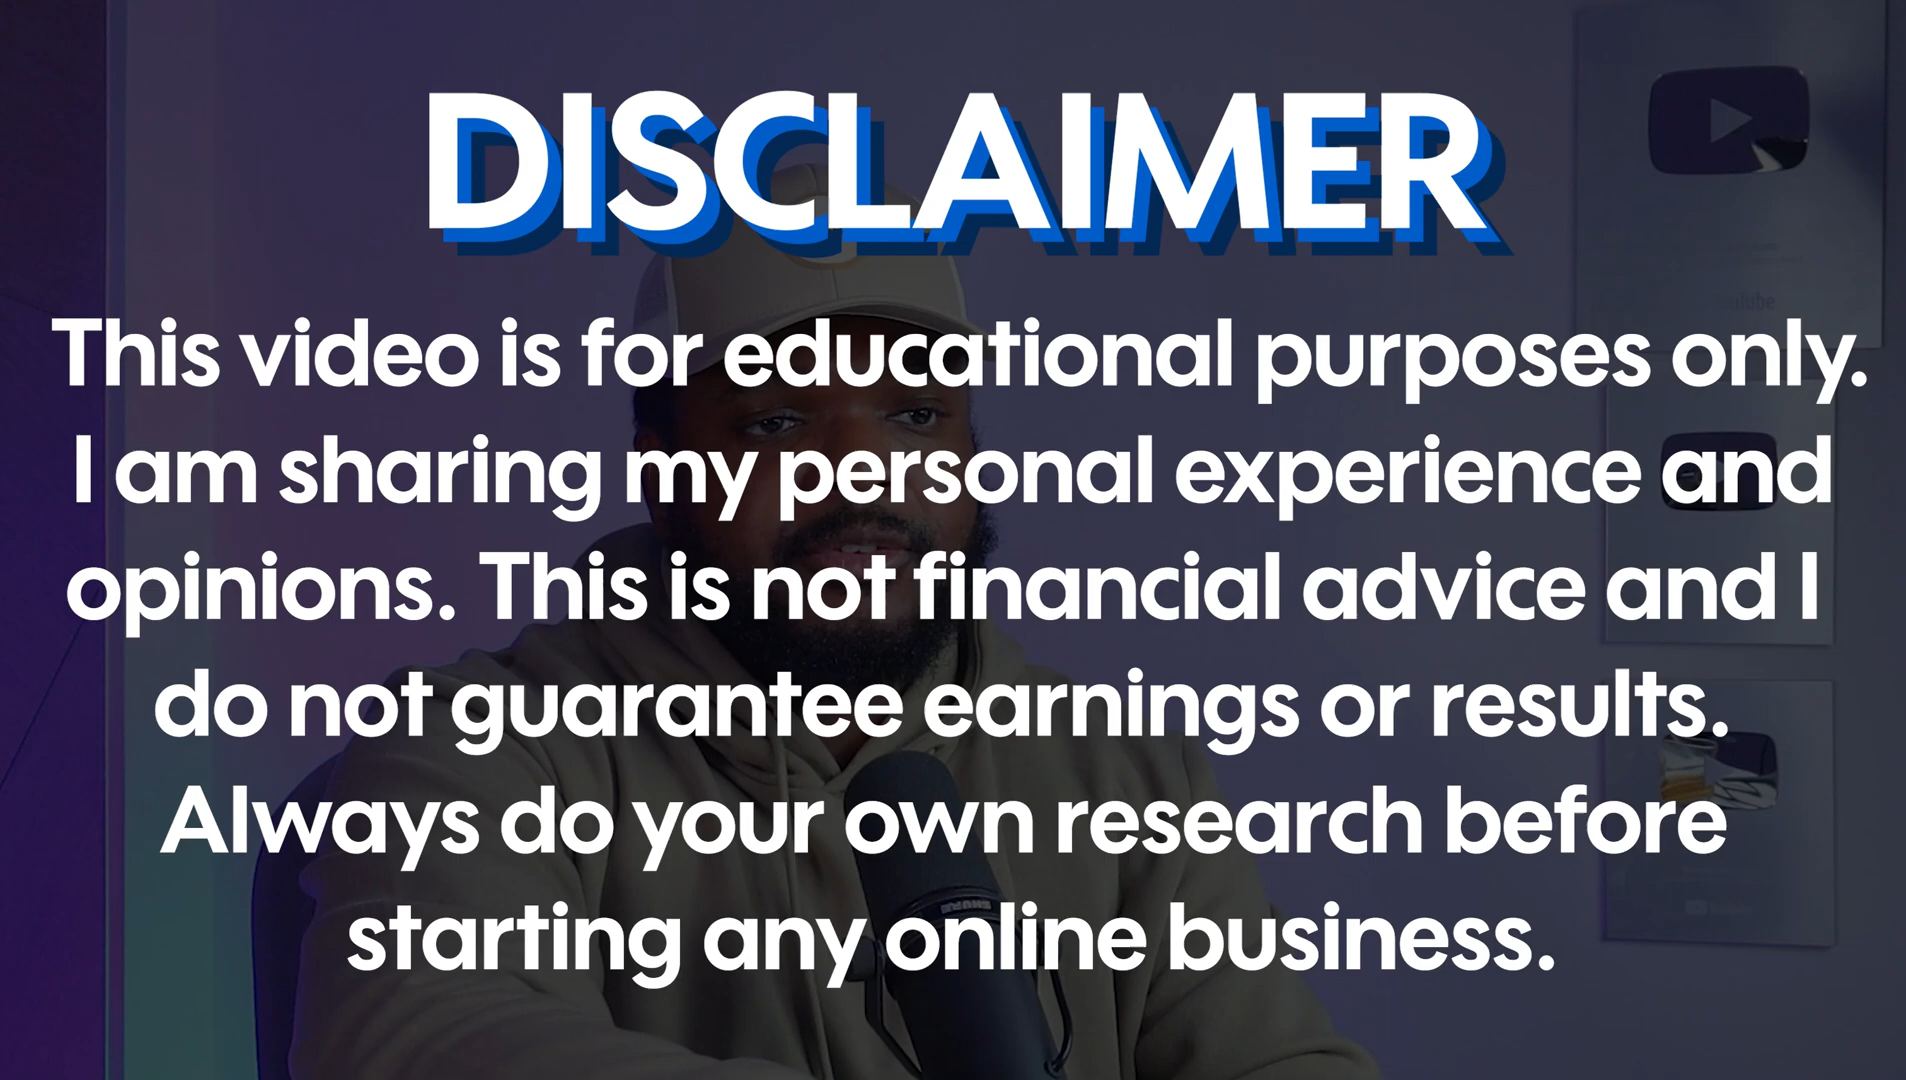 DISCLAIMER
This video is for educational purposes only.
I am sharing my personal experience and
opinions. This is not financial advice and I
do not guarantee earnings or results.
Always do your own research before
starting any online business.
SHURE